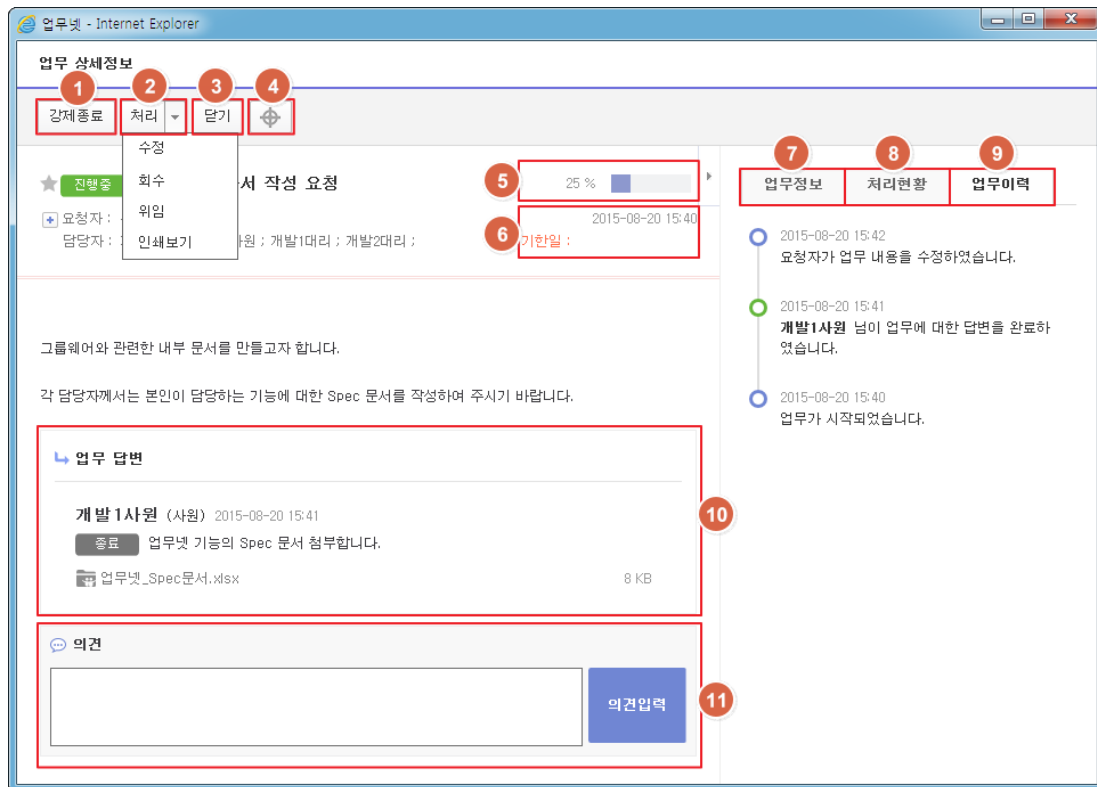 업무넷 - Internet Explorer
업무 상세정보
1 2 3 4
강제종료 처리 닫기
수정
회수
위임
인쇄보기
진행중 서 작성 요청
5 25 %
요청자 :
2015-08-20 15:40
담당자 : 사원 ; 개발1대리 ; 개발2대리 ;
6 기한일 :
7 8 9
업무정보 처리현황 업무이력
2015-08-20 15:42
요청자가 업무 내용을 수정하였습니다.
2015-08-20 15:41
개발1사원 님이 업무에 대한 답변을 완료하
였습니다.
2015-08-20 15:40
업무가 시작되었습니다.
그룹웨어와 관련한 내부 문서를 만들고자 합니다.
각 담당자께서는 본인이 담당하는 기능에 대한 Spec 문서를 작성하여 주시기 바랍니다.
업무 답변
개발1사원 (사원) 2015-08-20 15:41
종료 업무넷 기능의 Spec 문서 첨부합니다.
업무넷_Spec문서.xlsx 8 KB
10
의견
의견입력
11